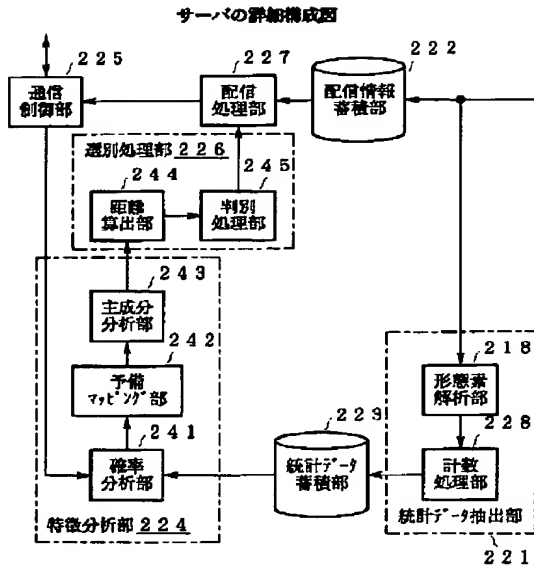 サーバの詳細構成図
225
通信
制御部
227
配信
処理部
222
配信情報
蓄積部
選別処理部 226
244
距離
算出部
245
判別
処理部
243
主成分
分析部
242
予備
マッピング部
241
確率
分析部
特徴分析部 224
223
統計データ
蓄積部
218
形態素
解析部
228
計数
処理部
統計データ抽出部
221